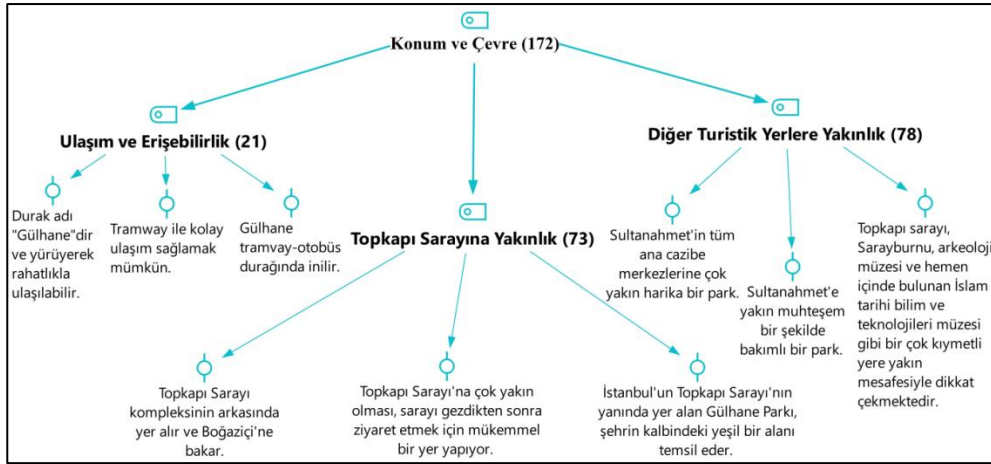 Konum ve Çevre (172)
Ulaşım ve Erişebilirlik (21)
Durak adı
"Gülhane"dir
ve yürüyerek
rahatlıkla
ulaşılabilir.
Tramway ile kolay
ulaşım sağlamak
mümkün.
Gülhane
tramvay-otobüs
durağında inilir.
Topkapı Sarayına Yakınlık (73)
Topkapı Sarayı
kompleksinin arkasında
yer alır ve Boğaziçi'ne
bakar.
Topkapı Sarayı'na çok yakın
olması, sarayı gezdikten sonra
ziyaret etmek için mükemmel
bir yer yapıyor.
İstanbul'un Topkapı Sarayı'nın
yanında yer alan Gülhane Parkı,
şehrin kalbindeki yeşil bir alanı
temsil eder.
Diğer Turistik Yerlere Yakınlık (78)
Sultanahmet'in tüm
ana cazibe
merkezlerine çok
yakın harika bir park.
Sultanahmet'e
yakın muhteşem
bir şekilde
bakımlı bir park.
Topkapı sarayı,
Sarayburnu, arkeoloji
müzesi ve hemen
içinde bulunan İslam
tarihi bilim ve
teknolojileri müzesi
gibi bir çok kıymetli
yere yakın
mesafesiyle dikkat
çekmektedir.